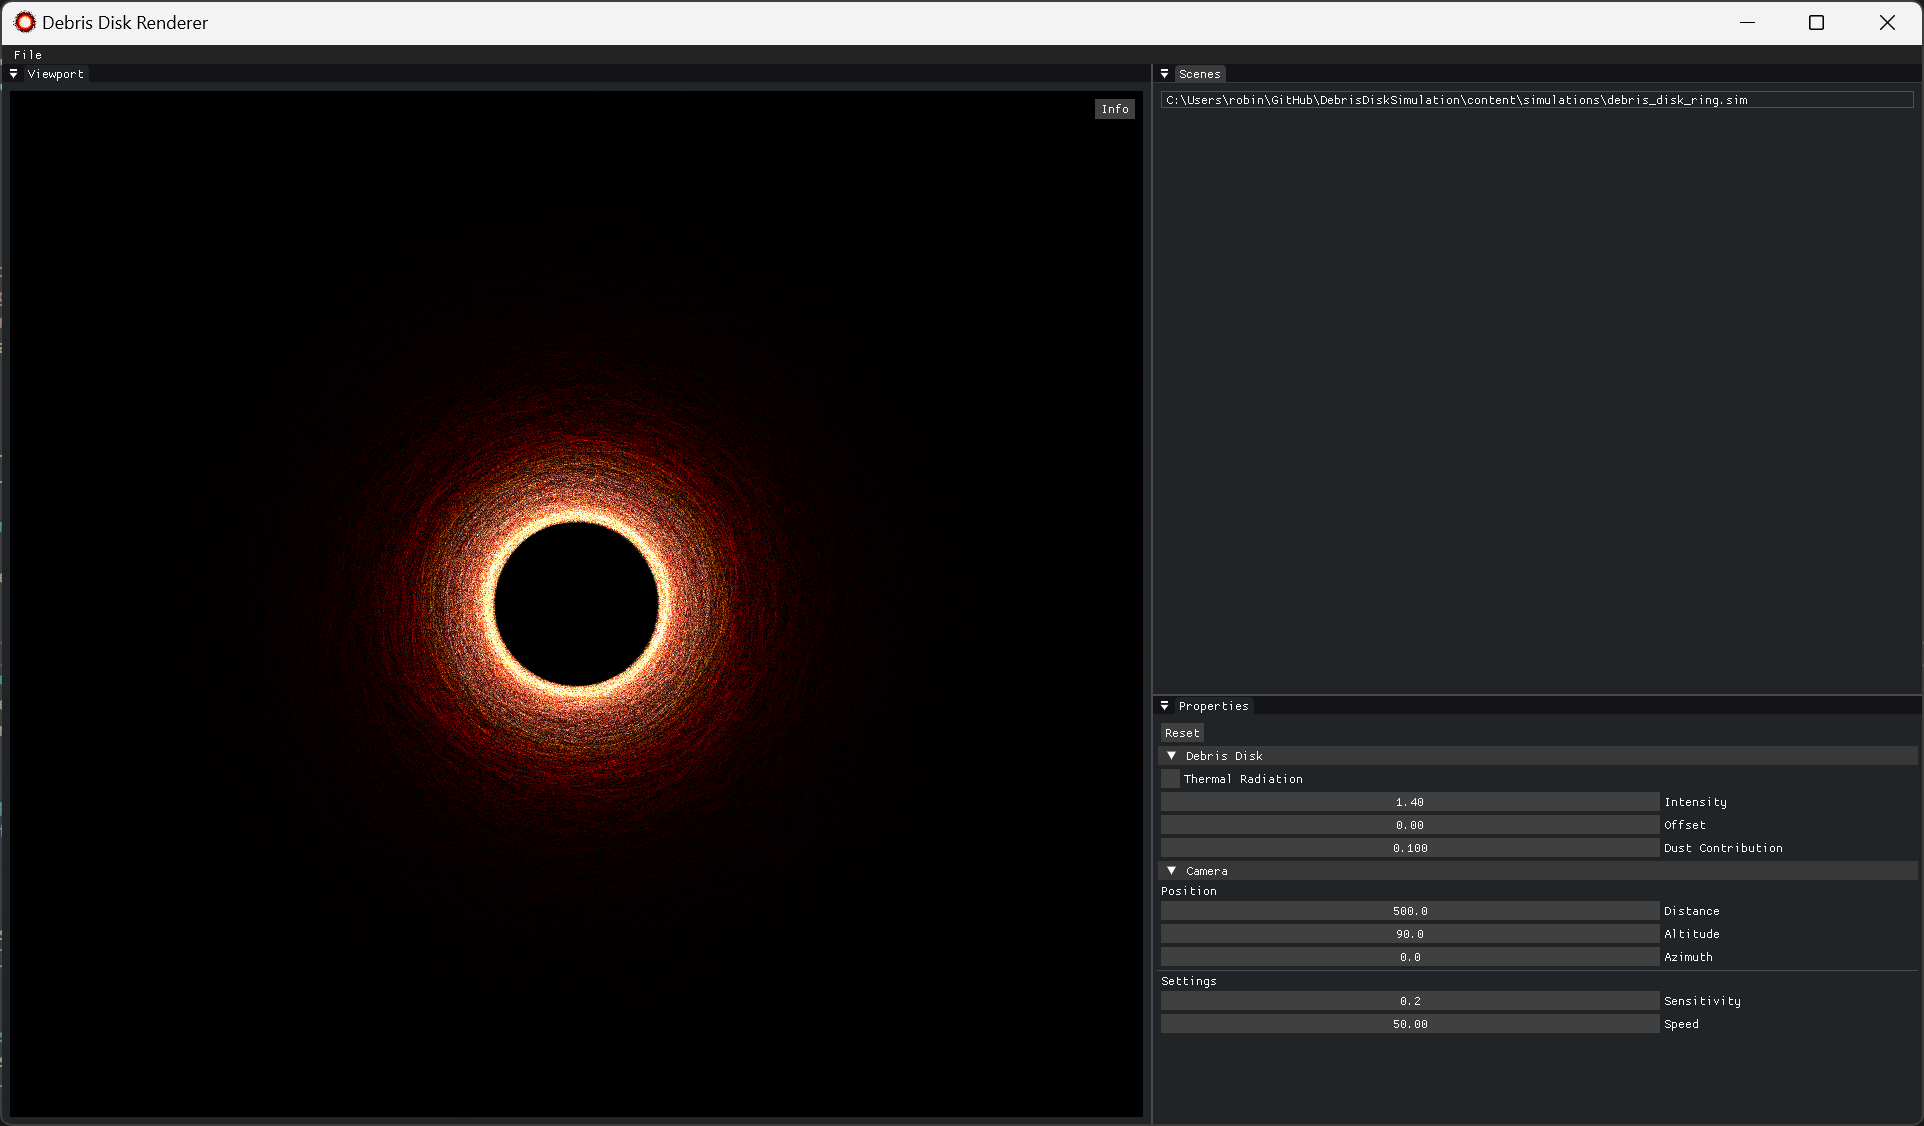 Debris Disk Renderer
File
Viewport
Info
Scenes
C:\Users\robin\GitHub\DebrisDiskSimulation\content\simulations\debris_disk_ring.sim
Properties
Reset
Debris Disk
Thermal Radiation
1.40 Intensity
0.00 Offset
0.100 Dust Contribution
Camera
Position
500.0 Distance
90.0 Altitude
0.0 Azimuth
Settings
0.2 Sensitivity
50.00 Speed